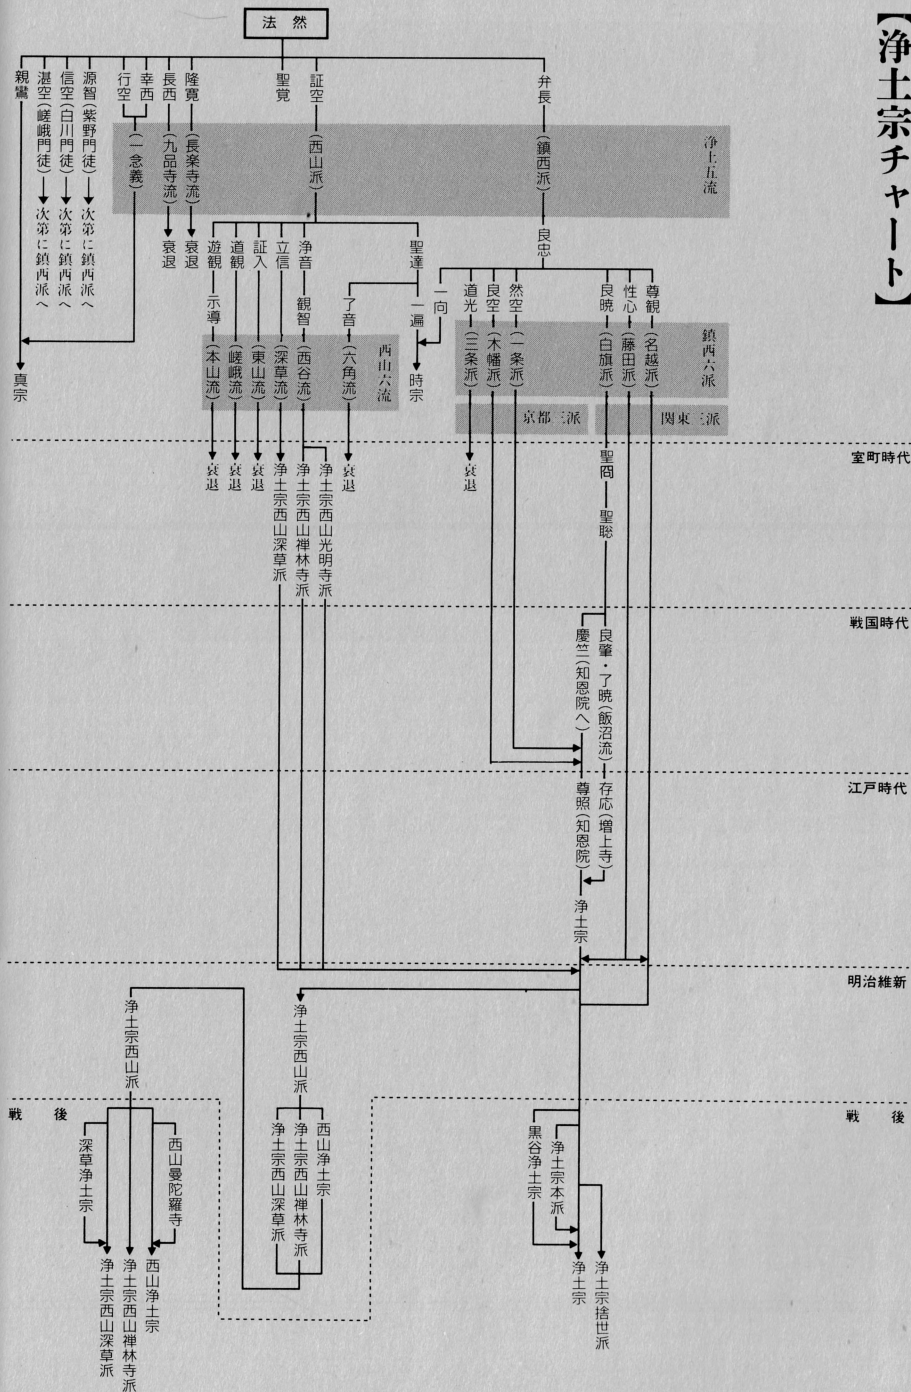 【浄土宗チャート】
法然
弁長
証空
聖覚
隆寛
長西
幸西
行空
源智(紫野門徒)→次第に鎮西派へ
信空(白川門徒)→次第に鎮西派へ
湛空(嵯峨門徒)→次第に鎮西派へ
親鸞
浄土五流
(鎮西派)
(西山派)
(長楽寺流)→衰退
(九品寺流)→衰退
(一念義)
真宗
良忠
尊観(名越派)
性心(藤田派)
良暁(白旗派)
然空(一条派)
良空(木幡派)
道光(三条派)
一向
鎮西六派
関東三派
京都三派
聖達
一遍
時宗
了音(六角流)
浄音
観智(西谷流)
立信(深草流)
証入(東山流)
道観(嵯峨流)
遊観
示導(本山流)
西山六流
室町時代
聖冏
聖聡
衰退
衰退
浄土宗西山光明寺派
浄土宗西山禅林寺派
浄土宗西山深草派
衰退
衰退
衰退
戦国時代
良肇・了暁(飯沼流)
慶竺(知恩院へ)
江戸時代
存応(増上寺)
尊照(知恩院)
浄土宗
明治維新
浄土宗西山派
浄土宗西山派
戦後
浄土宗捨世派
浄土宗
浄土宗本派
黒谷浄土宗
西山浄土宗
浄土宗西山禅林寺派
浄土宗西山深草派
戦後
西山曼陀羅寺
深草浄土宗
西山浄土宗
浄土宗西山禅林寺派
浄土宗西山深草派